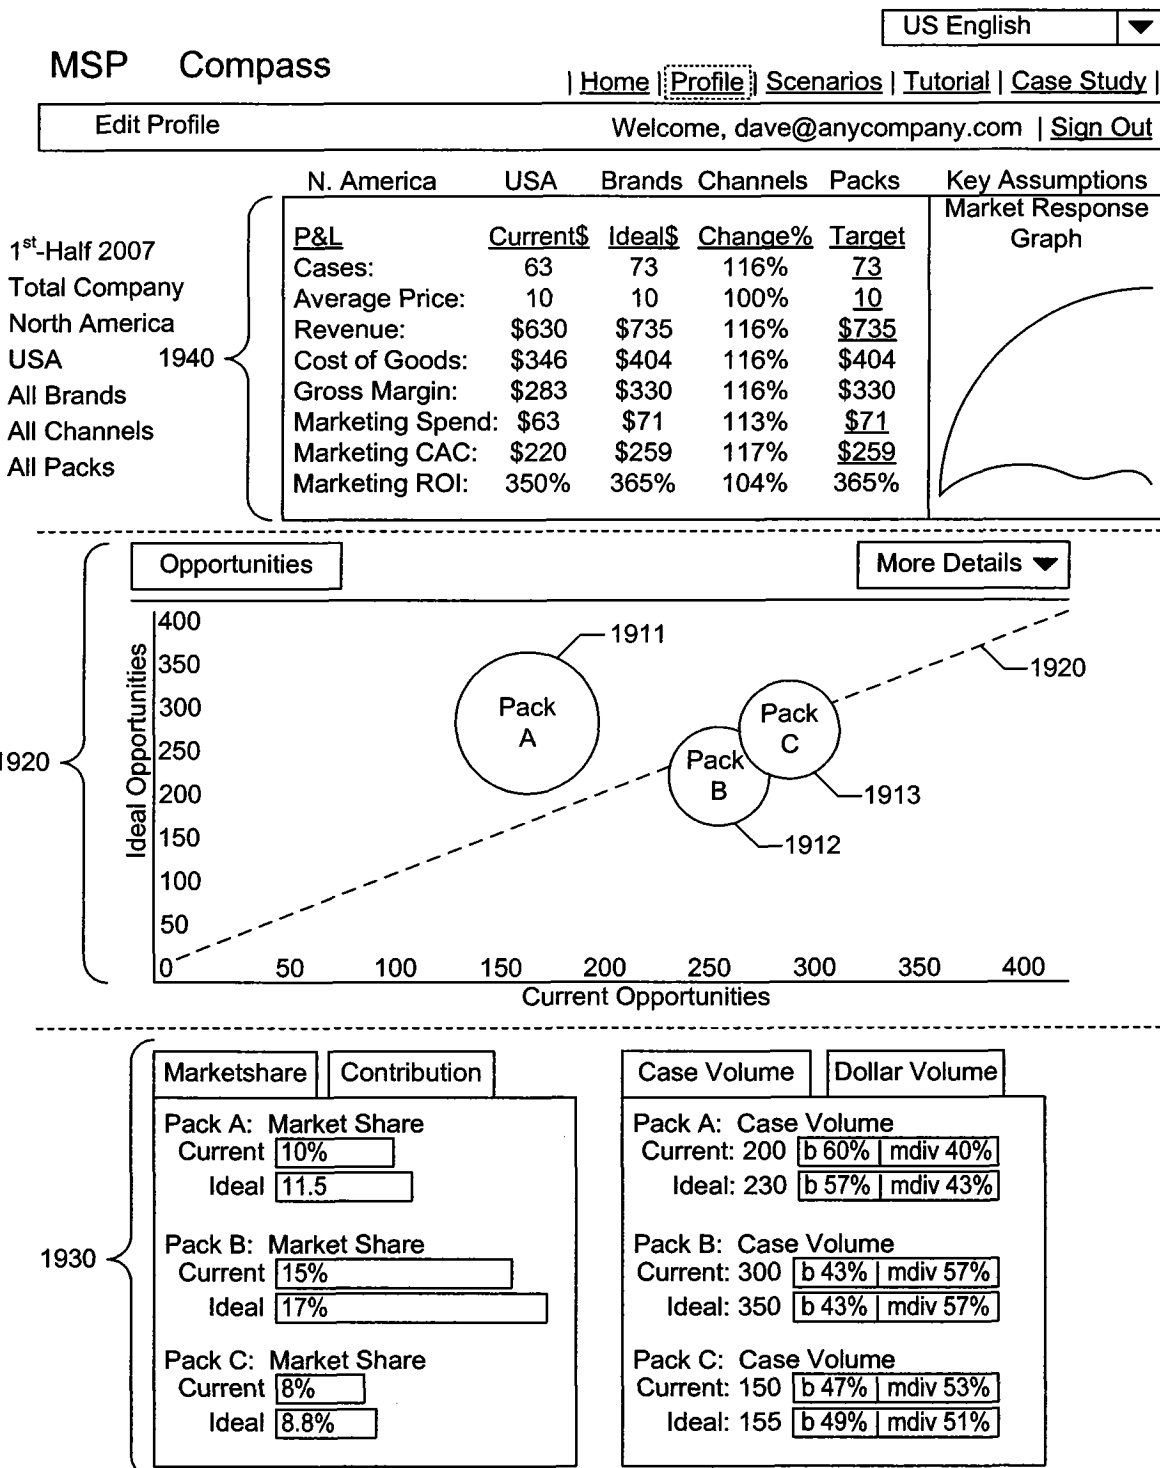 US English
MSP Compass
| Home | Profile | Scenarios | Tutorial | Case Study |
Edit Profile Welcome, dave@anycompany.com | Sign Out
N. America USA Brands Channels Packs Key Assumptions
Market Response
Graph
1st-Half 2007
Total Company
North America
USA
All Brands
All Channels
All Packs
1940
P&L Current$ Ideal$ Change% Target
Cases: 63 73 116% 73
Average Price: 10 10 100% 10
Revenue: $630 $735 116% $735
Cost of Goods: $346 $404 116% $404
Gross Margin: $283 $330 116% $330
Marketing Spend: $63 $71 113% $71
Marketing CAC: $220 $259 117% $259
Marketing ROI: 350% 365% 104% 365%
Opportunities More Details
1920
Ideal Opportunities
400
350
300
250
200
150
100
50
0 50 100 150 200 250 300 350 400
Current Opportunities
Pack
A
1911
Pack
B
1912
Pack
C
1913
1920
1930
Marketshare Contribution
Pack A: Market Share
Current 10%
Ideal 11.5
Pack B: Market Share
Current 15%
Ideal 17%
Pack C: Market Share
Current 8%
Ideal 8.8%
Case Volume Dollar Volume
Pack A: Case Volume
Current: 200 b 60% | mdiv 40%
Ideal: 230 b 57% | mdiv 43%
Pack B: Case Volume
Current: 300 b 43% | mdiv 57%
Ideal: 350 b 43% | mdiv 57%
Pack C: Case Volume
Current: 150 b 47% | mdiv 53%
Ideal: 155 b 49% | mdiv 51%